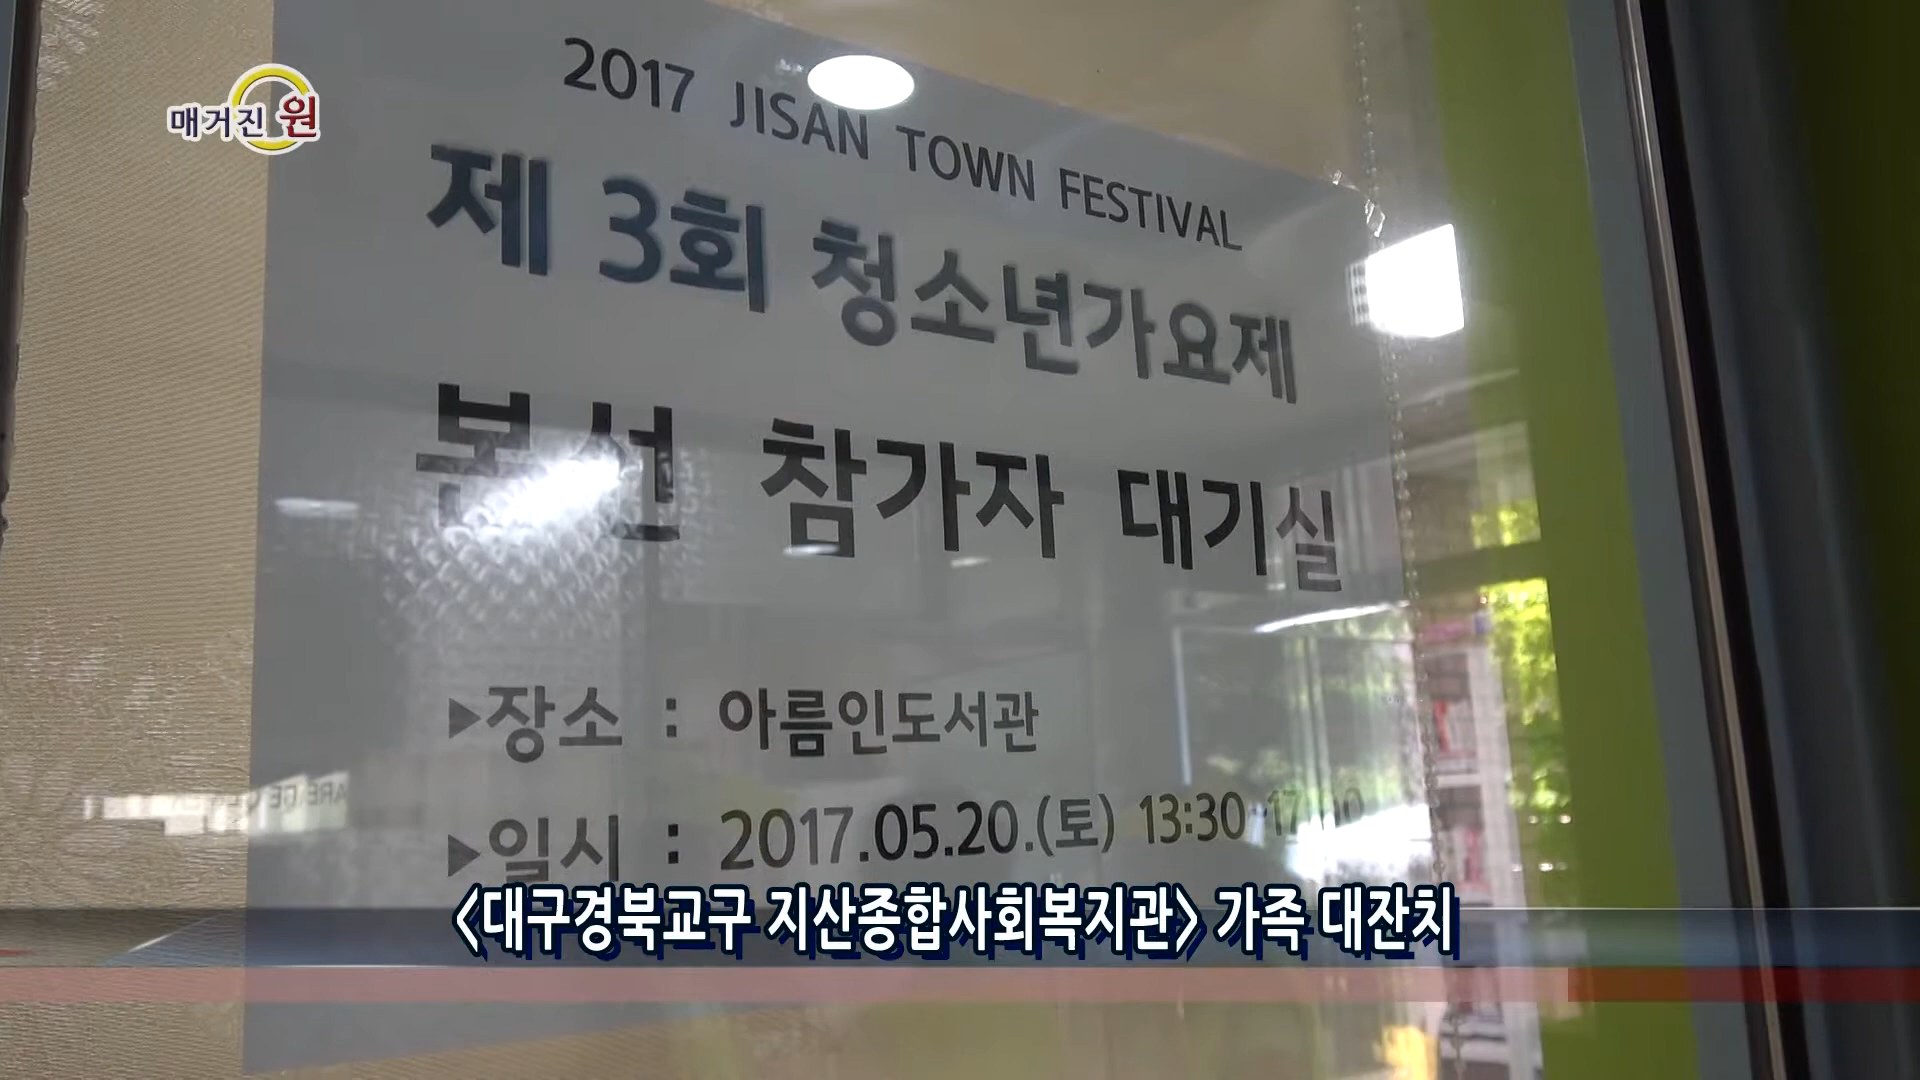 매거진 원
2017 JISAN TOWN FESTIVAL
제 3회 청소년가요제
본선 참가자 대기실
▶장소 : 아름인도서관
▶일시 : 2017.05.20.(토) 13:30
<대구경북교구 지산종합사회복지관> 가족 대잔치